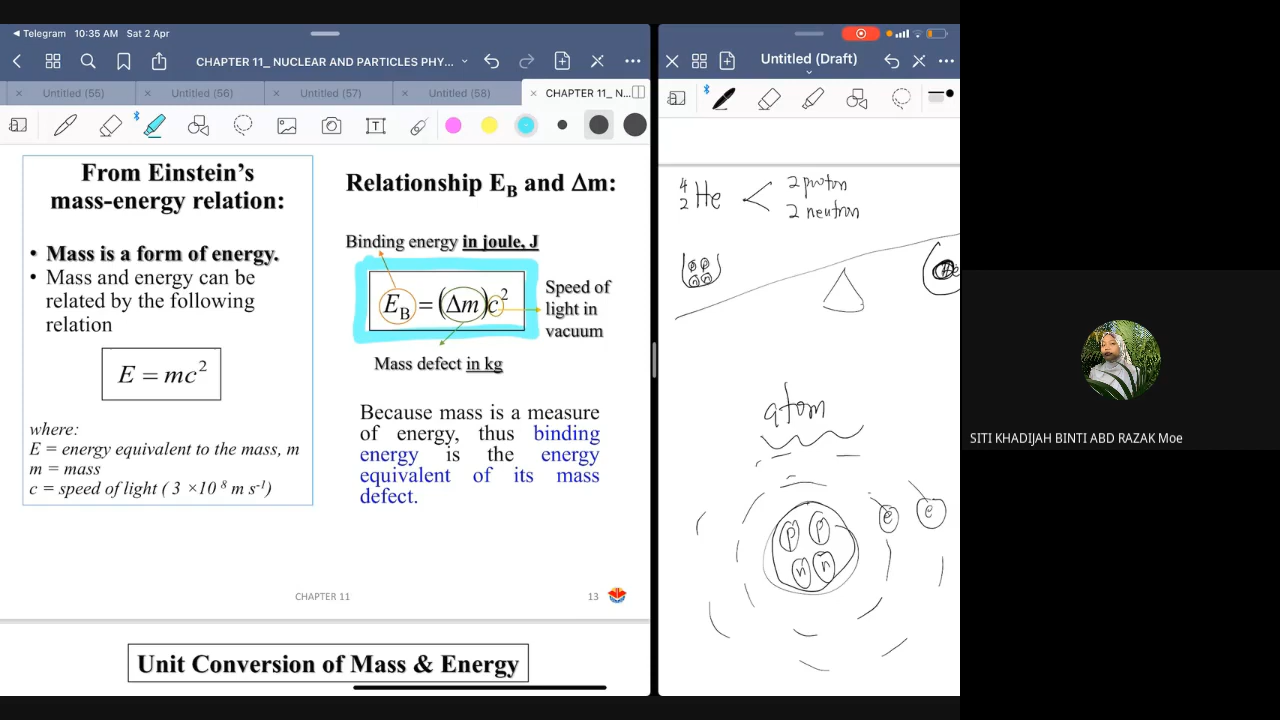 Telegram 10:35 AM Sat 2 Apr
CHAPTER 11_ NUCLEAR AND PARTICLES PHY...
Untitled (55)
Untitled (56)
Untitled (57)
Untitled (58)
CHAPTER 11_ N...
From Einstein's
mass-energy relation:
• Mass is a form of energy.
• Mass and energy can be
related by the following
relation
E = mc²
where:
E = energy equivalent to the mass, m
m = mass
c = speed of light ( 3 ×10⁸ m s⁻¹)
Relationship E_B and Δm:
Binding energy in joule, J
E_B = (Δm)c²
Speed of
light in
vacuum
Mass defect in kg
Because mass is a measure
of energy, thus binding
energy is the energy
equivalent of its mass
defect.
CHAPTER 11
13
Unit Conversion of Mass & Energy
Untitled (Draft)
⁴₂He < 2 proton
2 neutron
p p
n n
He
atom
p p
n n
e e
SITI KHADIJAH BINTI ABD RAZAK Moe